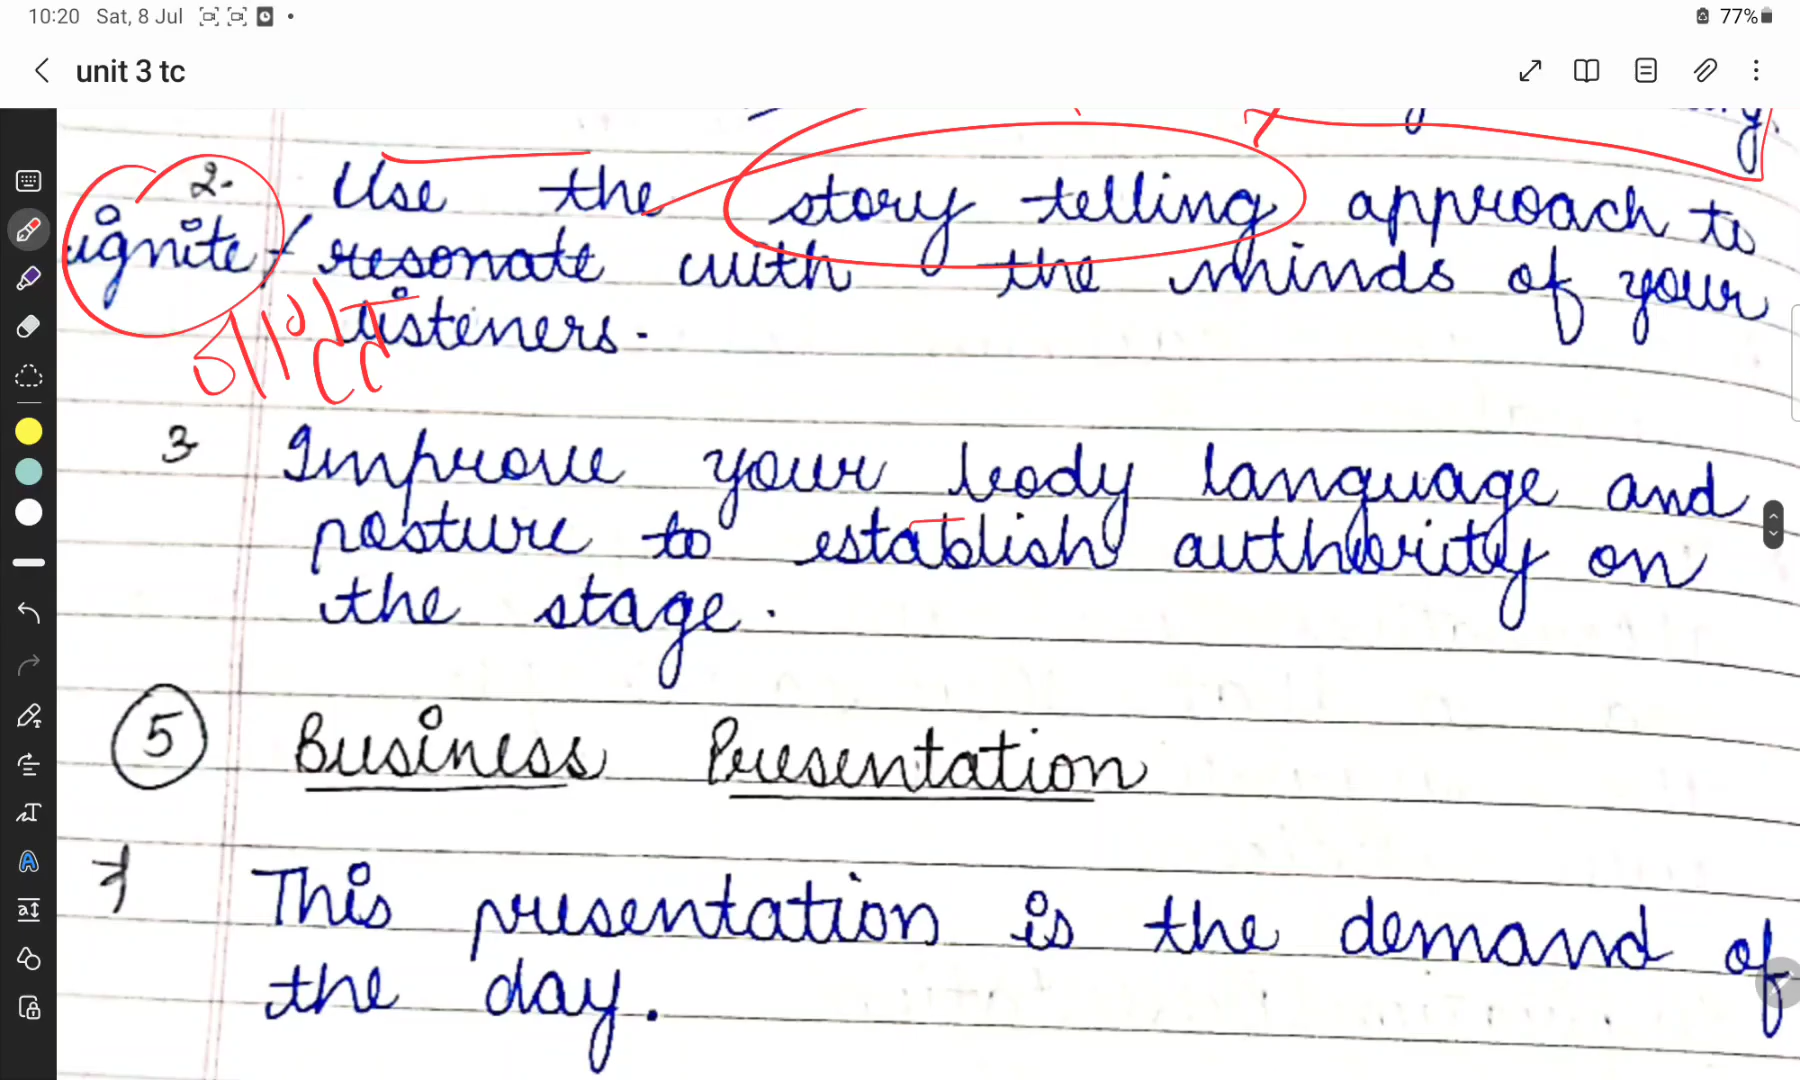 10:20 Sat, 8 Jul 77%
unit 3 tc
2. Use the story telling approach to
ignite / resonate with the minds of your
listeners.
3 Improve your body language and
posture to establish authority on
the stage.
5 Business Presentation
This presentation is the demand of
the day.